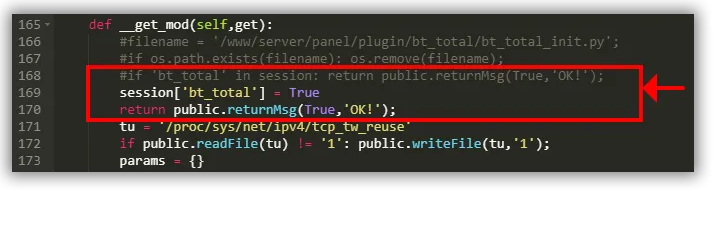 165 def __get_mod(self,get):
166 #filename = '/www/server/panel/plugin/bt_total/bt_total_init.py';
167 #if os.path.exists(filename): os.remove(filename);
168 #if 'bt_total' in session: return public.returnMsg(True,'OK!');
169 session['bt_total'] = True
170 return public.returnMsg(True,'OK!');
171 tu = '/proc/sys/net/ipv4/tcp_tw_reuse'
172 if public.readFile(tu) != '1': public.writeFile(tu,'1');
173 params = {}